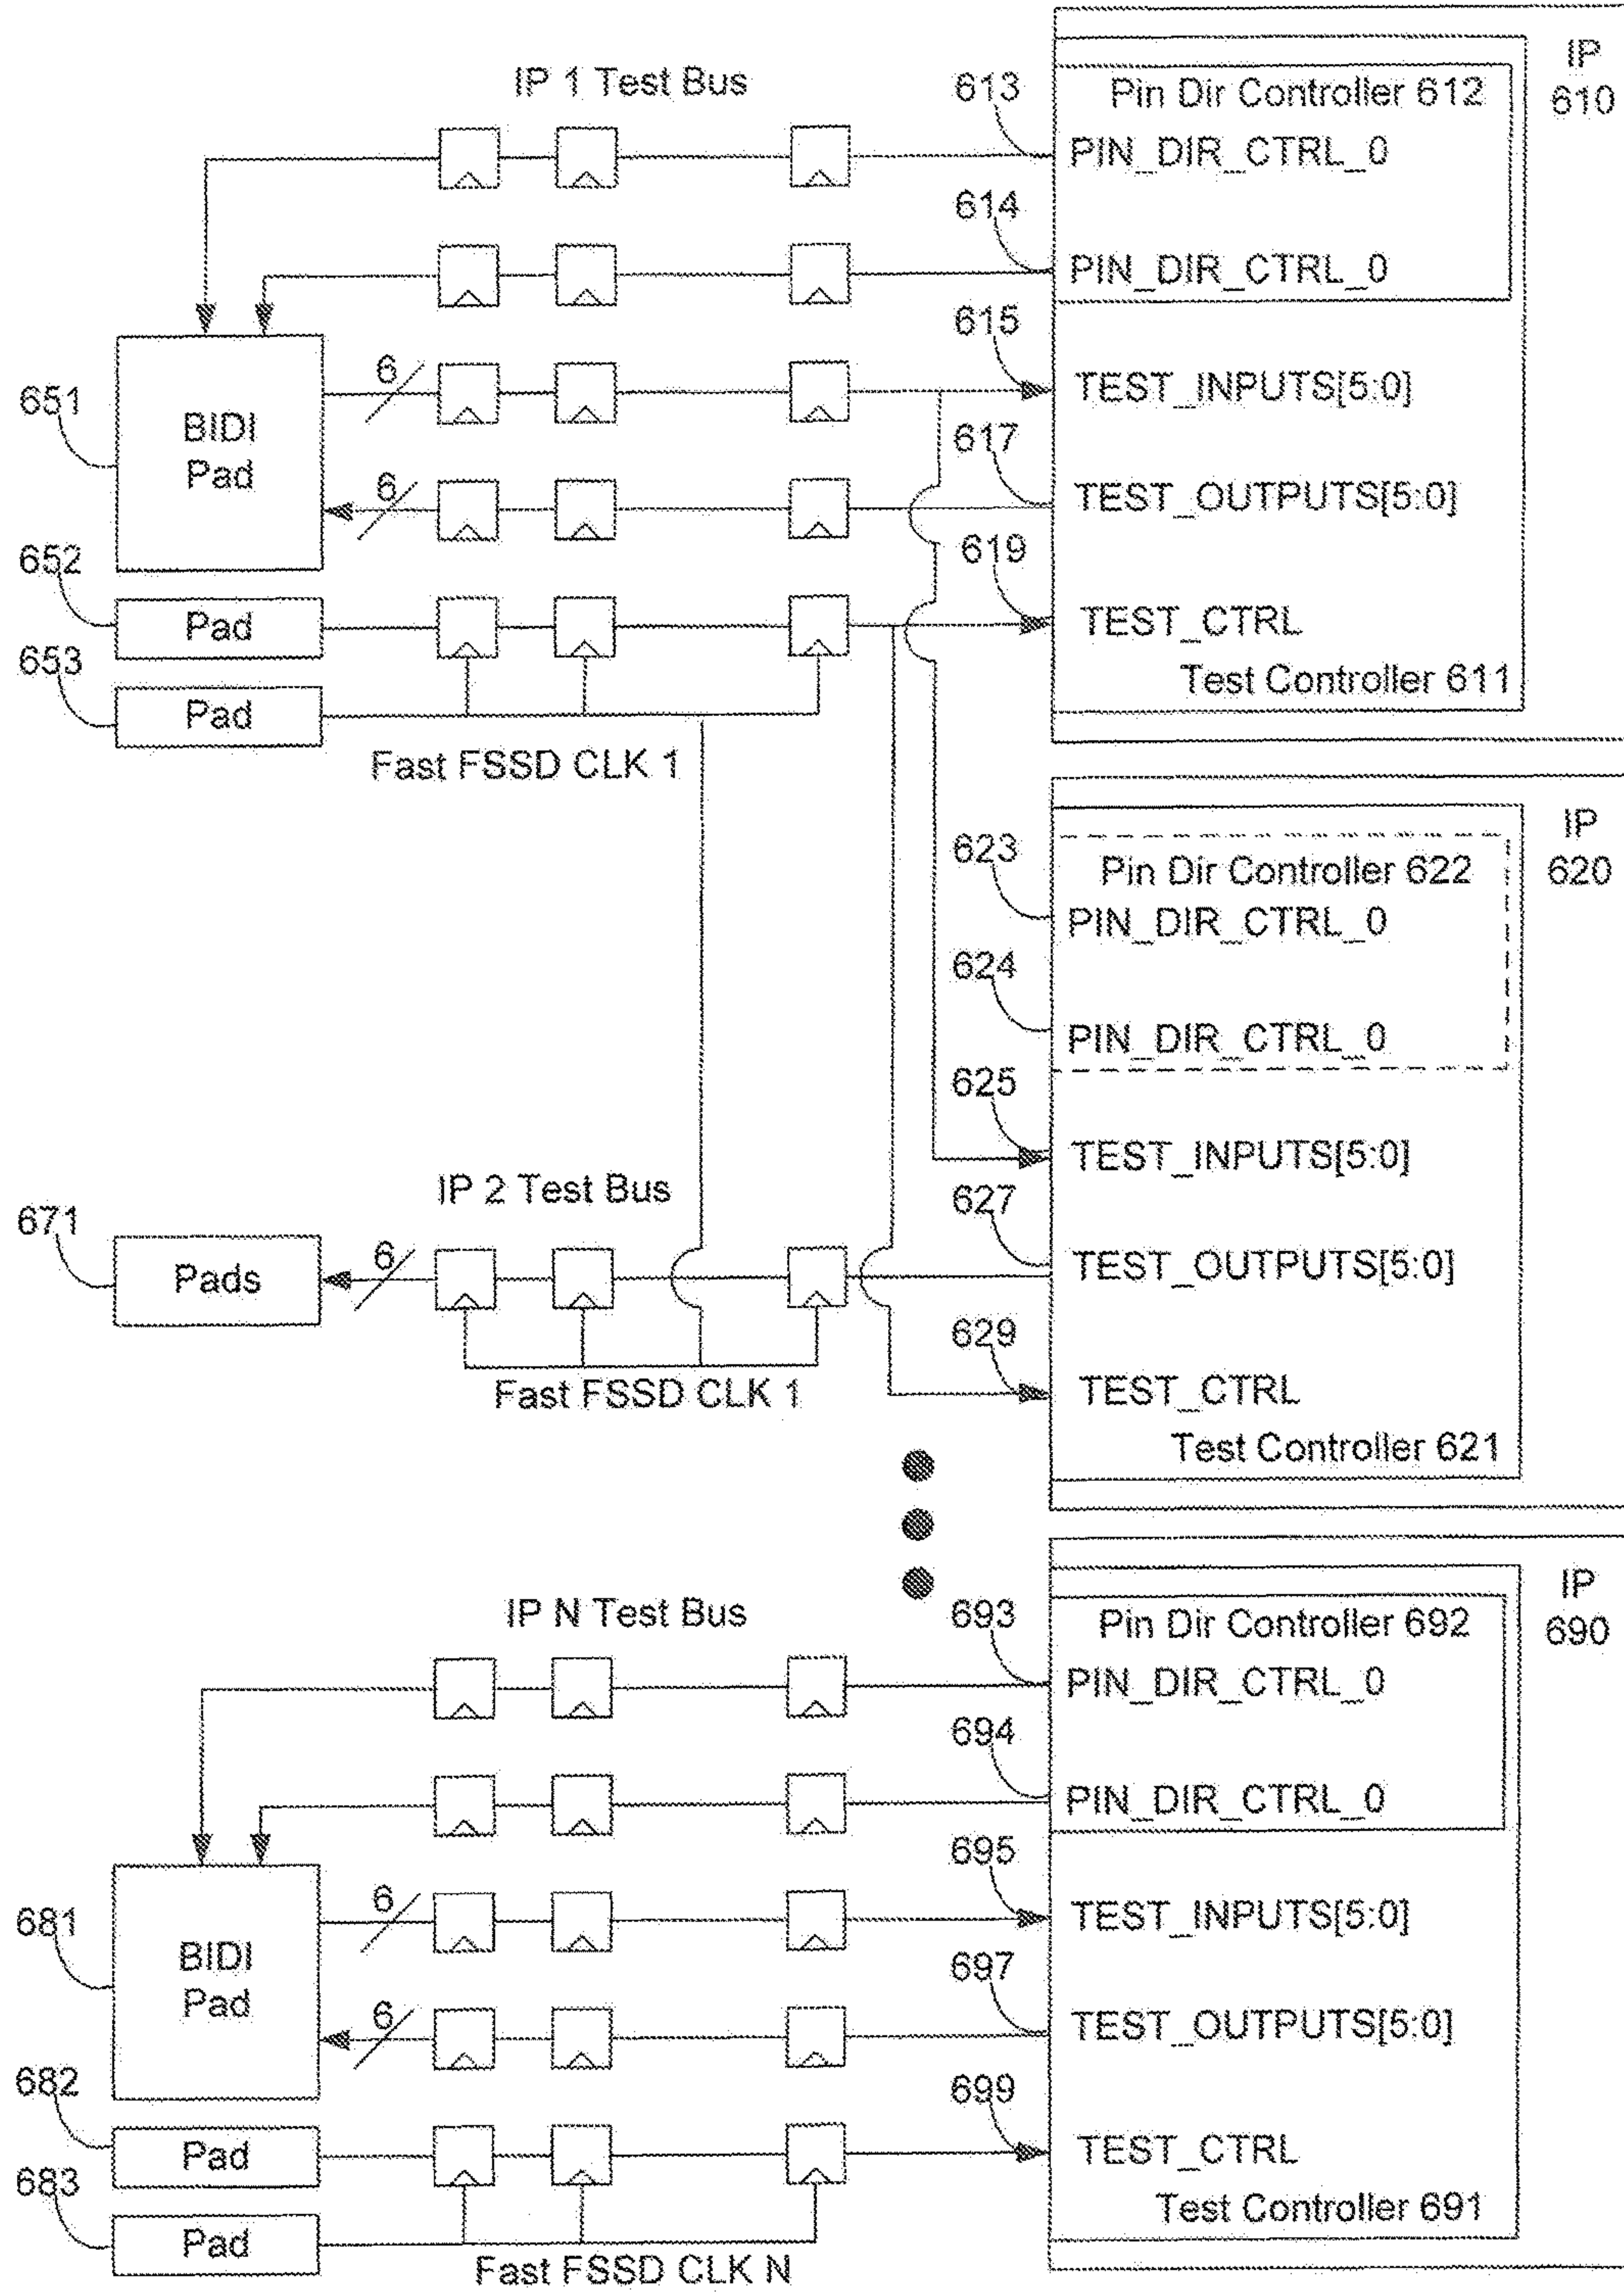 IP 1 Test Bus
613
Pin Dir Controller 612
IP
610
PIN_DIR_CTRL_0
614
PIN_DIR_CTRL_0
615
651
BIDI
Pad
6
TEST_INPUTS[5:0]
617
6
TEST_OUTPUTS[5:0]
652
619
Pad
TEST_CTRL
653
Test Controller 611
Pad
Fast FSSD CLK 1
623
Pin Dir Controller 622
IP
620
PIN_DIR_CTRL_0
624
PIN_DIR_CTRL_0
625
TEST_INPUTS[5:0]
IP 2 Test Bus
627
671
Pads
6
TEST_OUTPUTS[5:0]
629
Fast FSSD CLK 1
TEST_CTRL
Test Controller 621
IP N Test Bus
693
Pin Dir Controller 692
IP
690
PIN_DIR_CTRL_0
694
PIN_DIR_CTRL_0
695
681
BIDI
Pad
6
TEST_INPUTS[5:0]
697
6
TEST_OUTPUTS[5:0]
682
699
Pad
TEST_CTRL
683
Test Controller 691
Pad
Fast FSSD CLK N